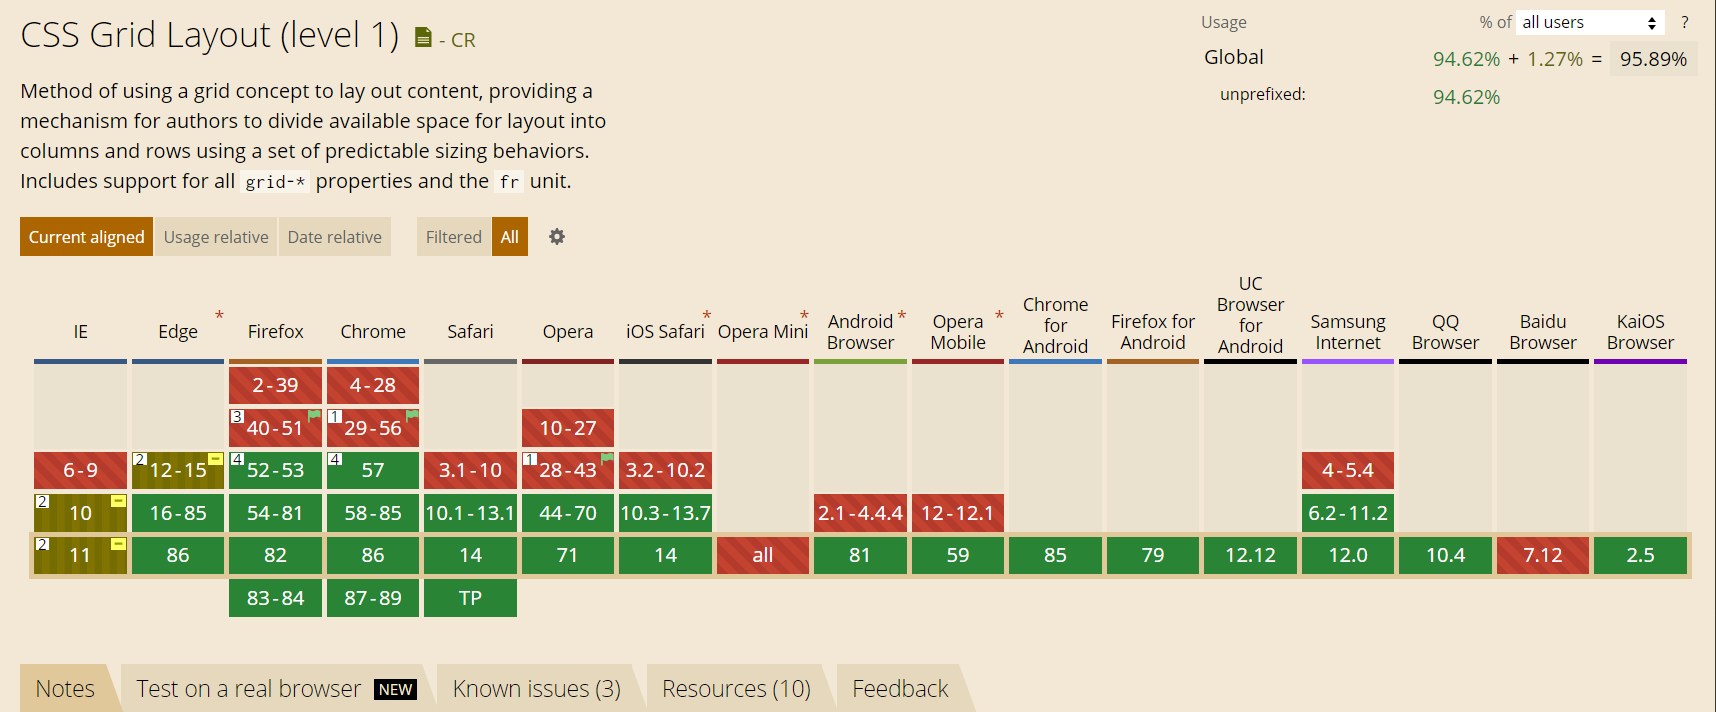 CSS Grid Layout (level 1) - CR
Usage % of all users ?
Global 94.62% + 1.27% = 95.89%
unprefixed: 94.62%
Method of using a grid concept to lay out content, providing a
mechanism for authors to divide available space for layout into
columns and rows using a set of predictable sizing behaviors.
Includes support for all grid-* properties and the fr unit.
Current aligned Usage relative Date relative Filtered All
IE Edge * Firefox Chrome Safari Opera iOS Safari * Opera Mini * Android Browser * Opera Mobile * Chrome for Android Firefox for Android UC Browser for Android Samsung Internet QQ Browser Baidu Browser KaiOS Browser
2-39 4-28
3 40-51 1 29-56 10-27
6-9 2 12-15 4 52-53 4 57 3.1-10 1 28-43 3.2-10.2 4-5.4
2 10 16-85 54-81 58-85 10.1-13.1 44-70 10.3-13.7 2.1-4.4.4 12-12.1 6.2-11.2
2 11 86 82 86 14 71 14 all 81 59 85 79 12.12 12.0 10.4 7.12 2.5
83-84 87-89 TP
Notes Test on a real browser NEW Known issues (3) Resources (10) Feedback